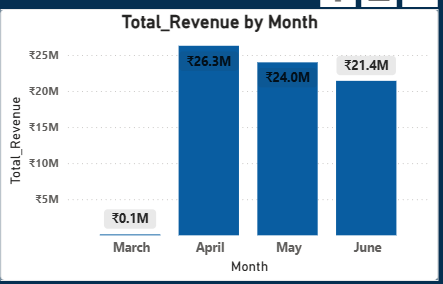 Total_Revenue by Month
₹25M
₹20M
₹15M
₹10M
₹5M
Total_Revenue
₹0.1M
₹26.3M
₹24.0M
₹21.4M
March April May June
Month